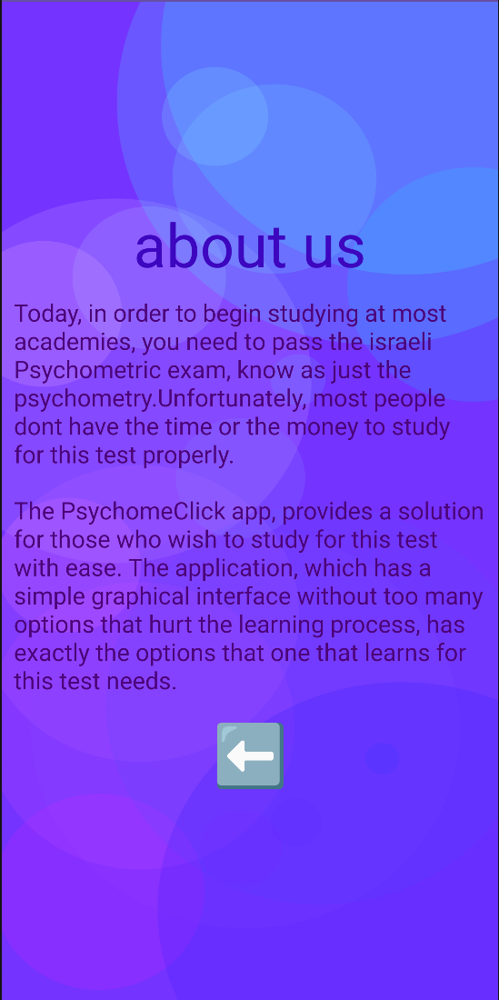 about us
Today, in order to begin studying at most
academies, you need to pass the israeli
Psychometric exam, know as just the
psychometry.Unfortunately, most people
dont have the time or the money to study
for this test properly.
The PsychomeClick app, provides a solution
for those who wish to study for this test
with ease. The application, which has a
simple graphical interface without too many
options that hurt the learning process, has
exactly the options that one that learns for
this test needs.